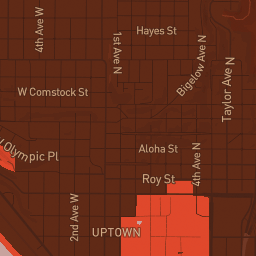 4th Ave W
1st Ave N
Hayes St
Bigelow Ave N
Taylor Ave N
W Comstock St
Olympic Pl
Aloha St
4th Ave N
Roy St
2nd Ave W
UPTOWN